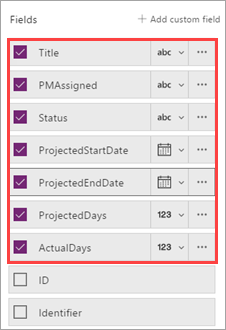 Fields + Add custom field
Title abc
PMAssigned abc
Status abc
ProjectedStartDate
ProjectedEndDate
ProjectedDays 123
ActualDays 123
ID
Identifier